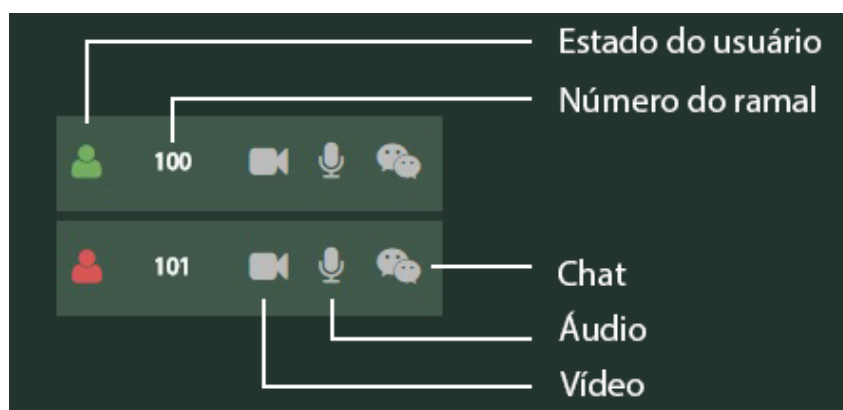 Estado do usuário
Número do ramal
100
101
Chat
Áudio
Vídeo